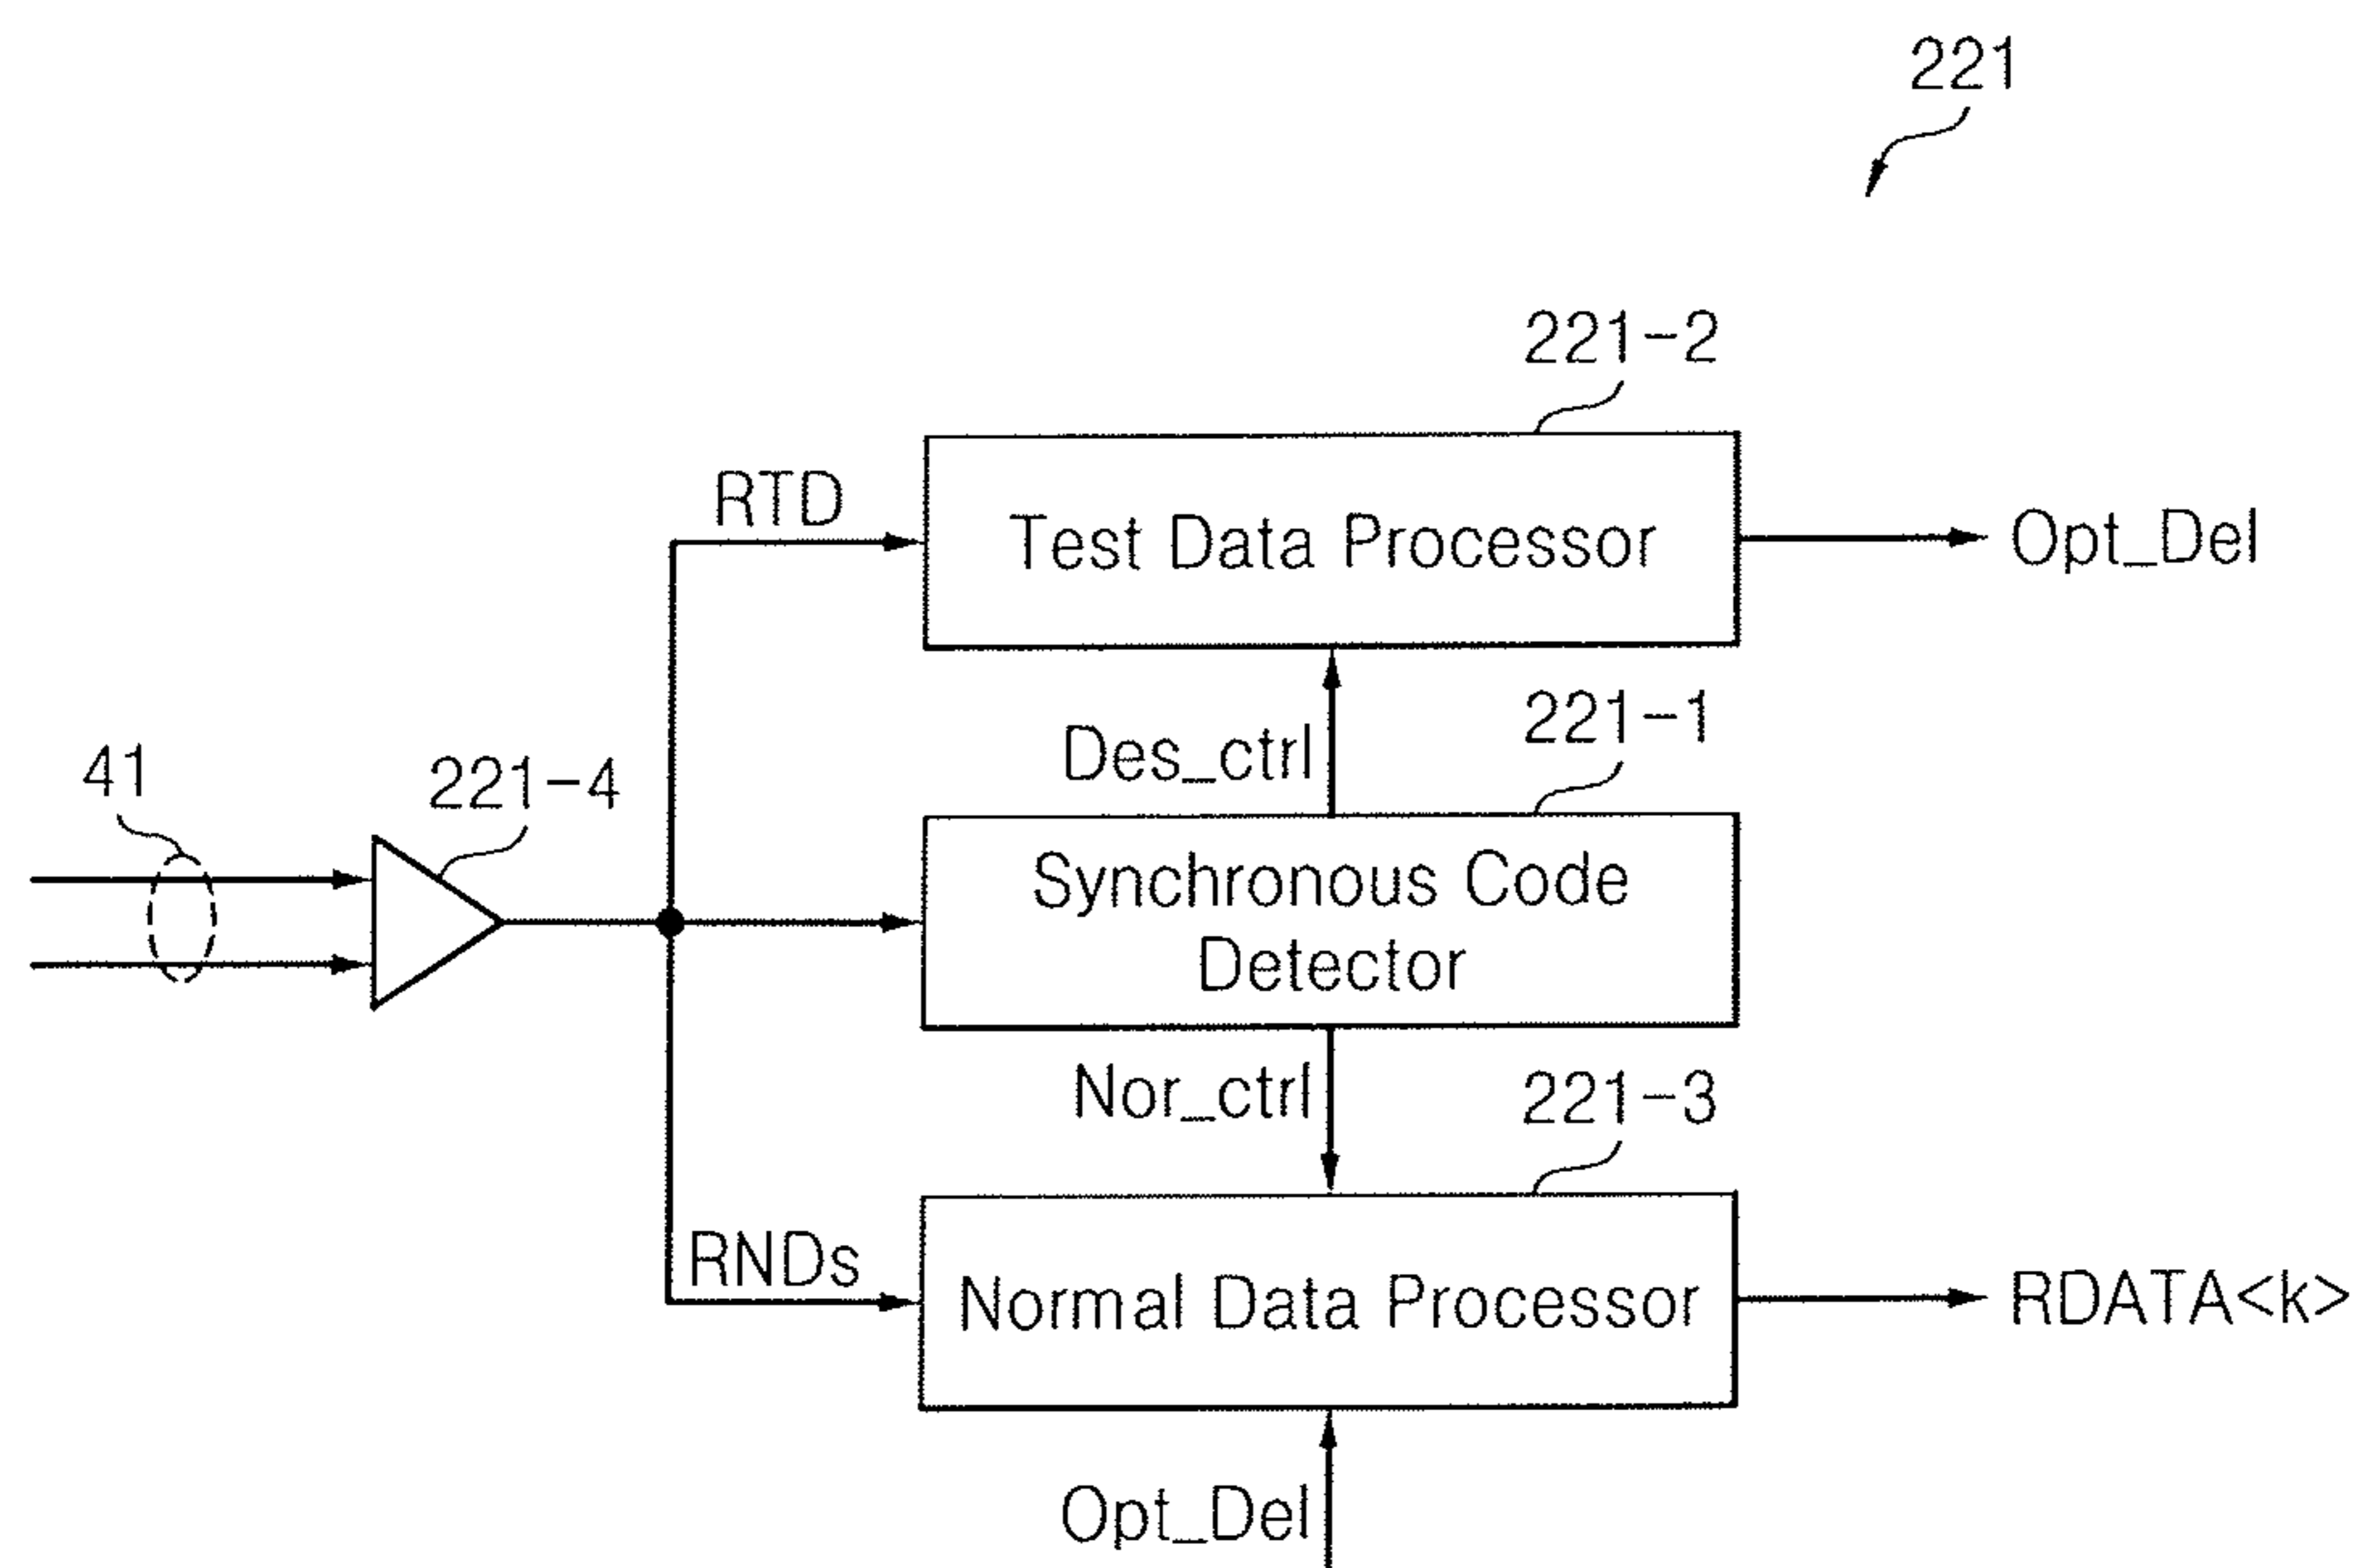 221
221-2
RTD
Test Data Processor
Opt_Del
Des_ctrl
221-1
41
221-4
Synchronous Code
Detector
Nor_ctrl
221-3
RNDs
Normal Data Processor
RDATA<k>
Opt_Del